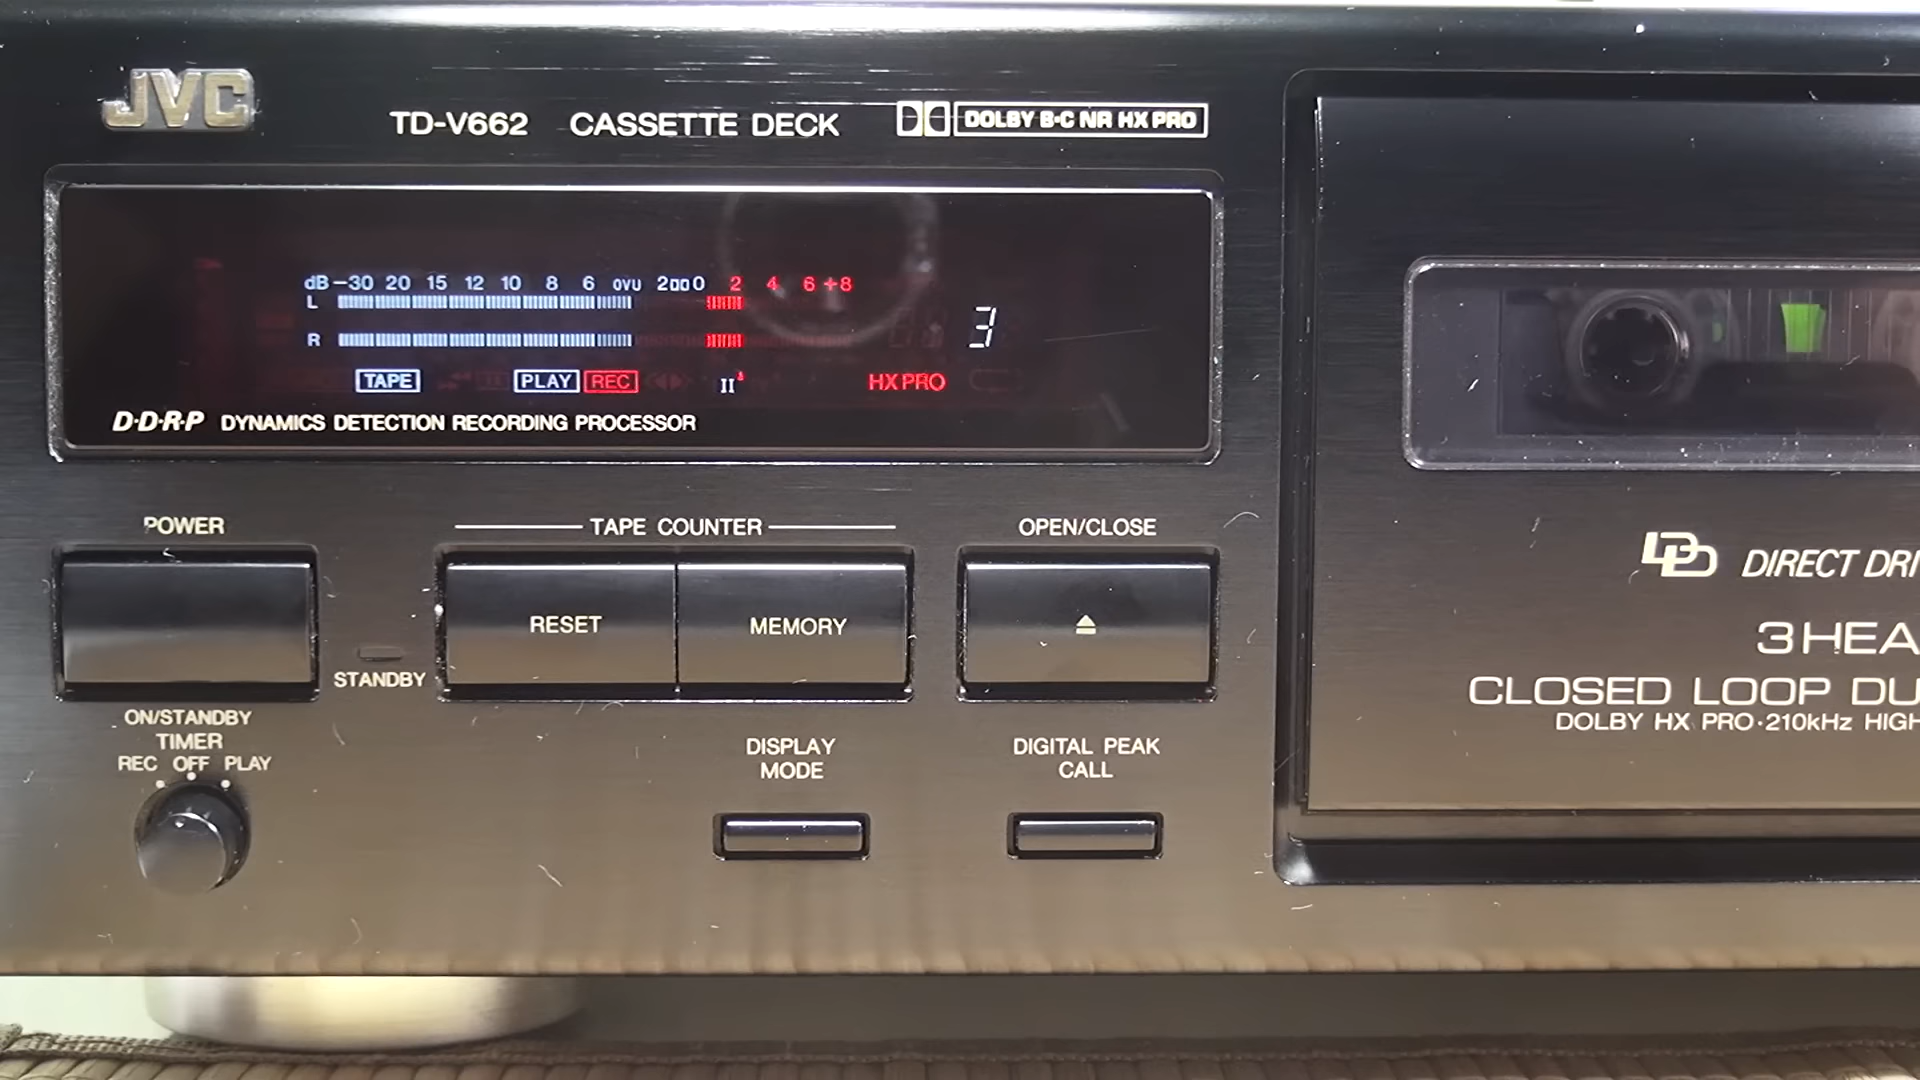 JVC
TD-V662 CASSETTE DECK DOLBY B·C NR HX PRO
dB -30 20 15 12 10 8 6 0VU 2 0 2 4 6 +8
L
R
3
TAPE PLAY REC II HX PRO
D·D·R·P DYNAMICS DETECTION RECORDING PROCESSOR
POWER
TAPE COUNTER
OPEN/CLOSE
RESET
MEMORY
STANDBY
ON/STANDBY
TIMER
REC OFF PLAY
DISPLAY
MODE
DIGITAL PEAK
CALL
DD DIRECT DRI
3 HEA
CLOSED LOOP DU
DOLBY HX PRO·210kHz HIGH